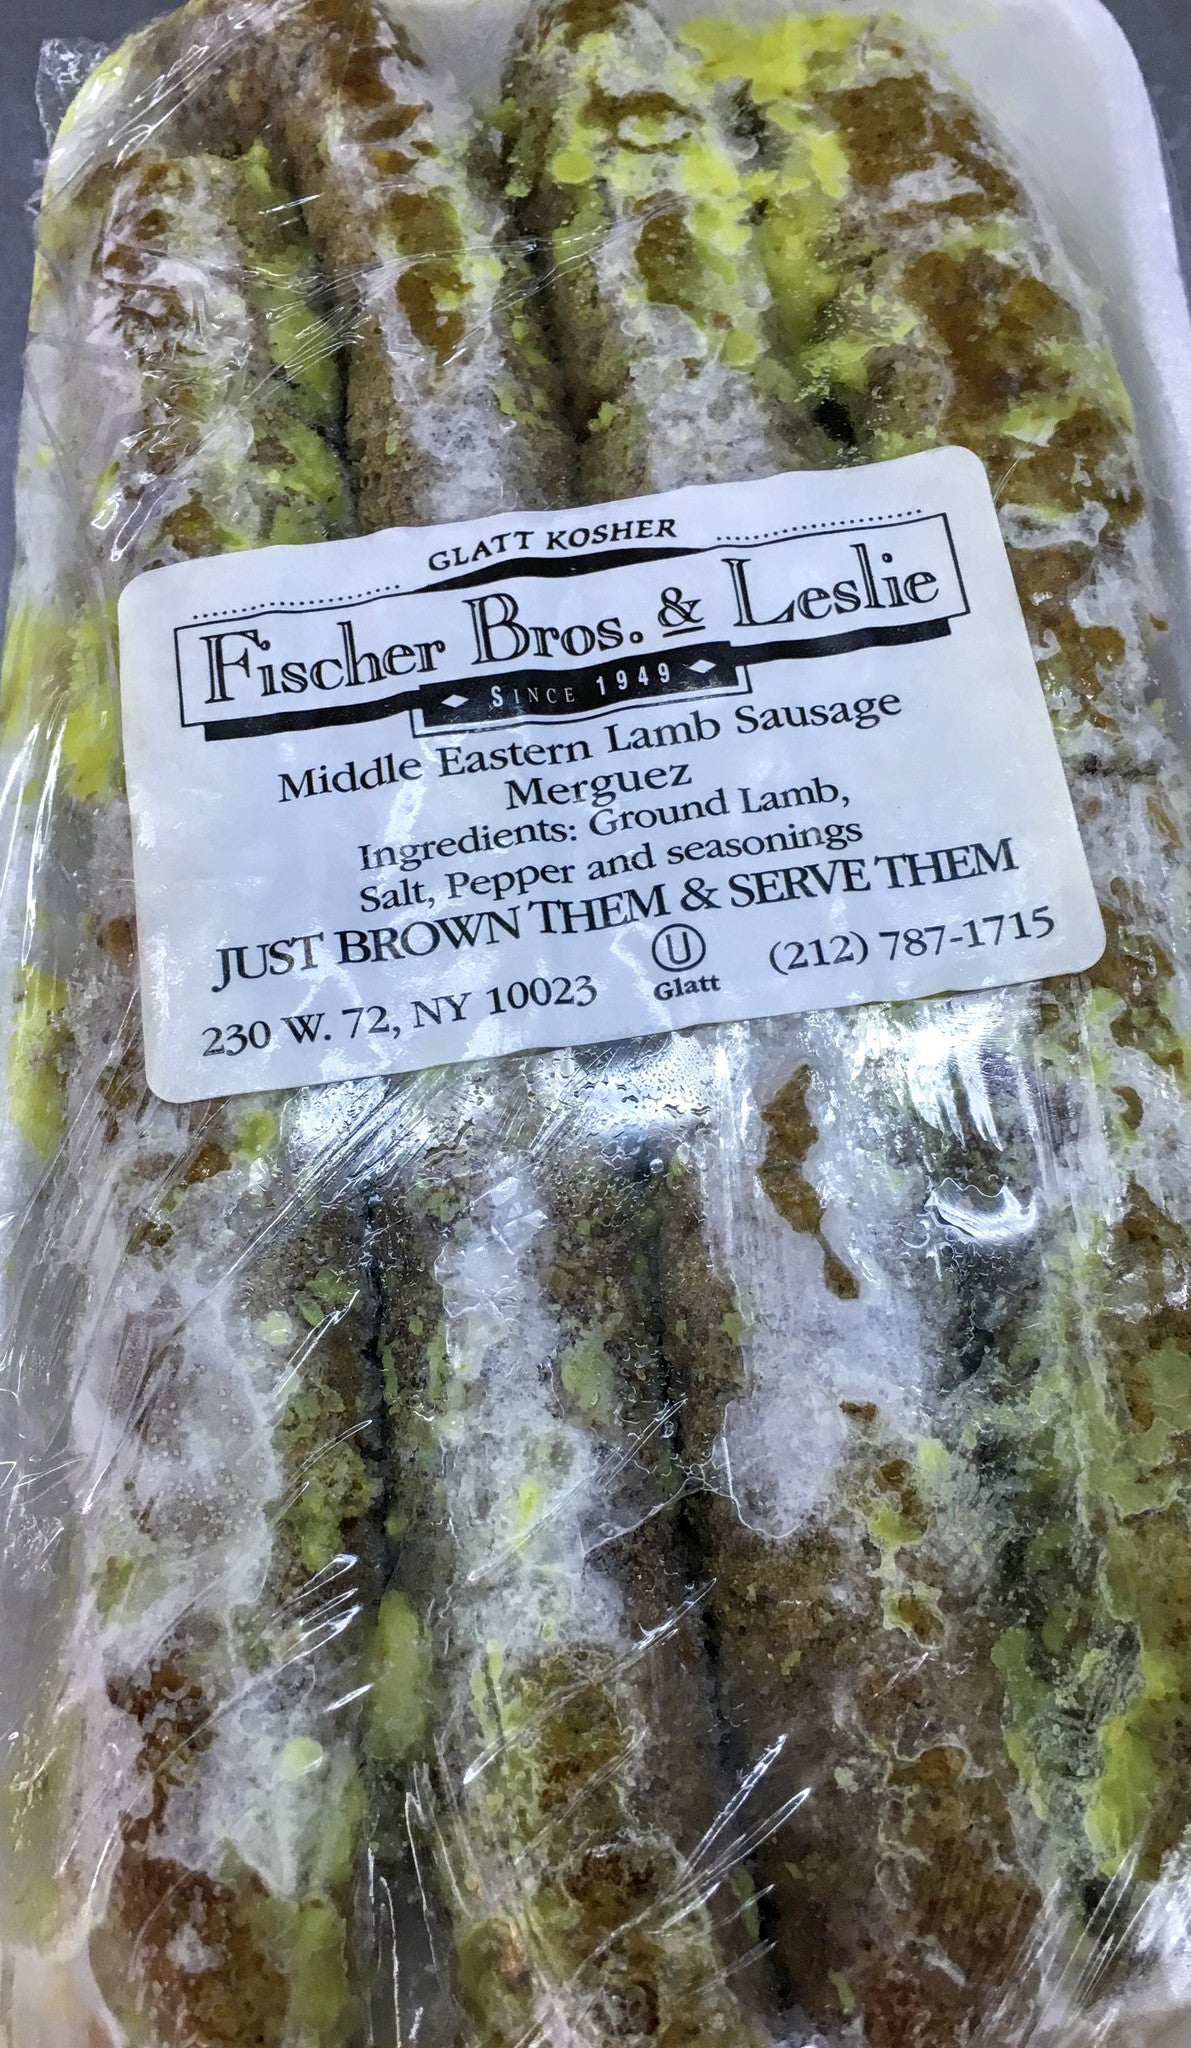 GLATT KOSHER
Fischer Bros. & Leslie
SINCE 1949
Middle Eastern Lamb Sausage
Merguez
Ingredients: Ground Lamb,
Salt, Pepper and seasonings
JUST BROWN THEM & SERVE THEM
230 W. 72, NY 10023 U (212) 787-1715
Glatt